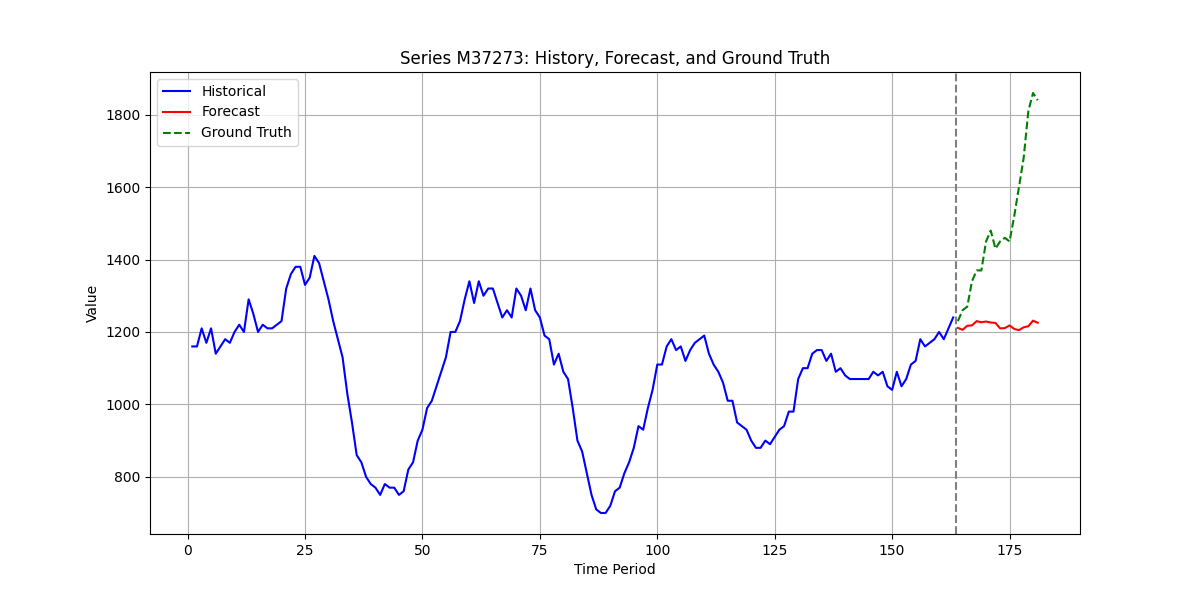 Series M37273: History, Forecast, and Ground Truth
Historical
Forecast
Ground Truth
Value
1800
1600
1400
1200
1000
800
0 25 50 75 100 125 150 175
Time Period